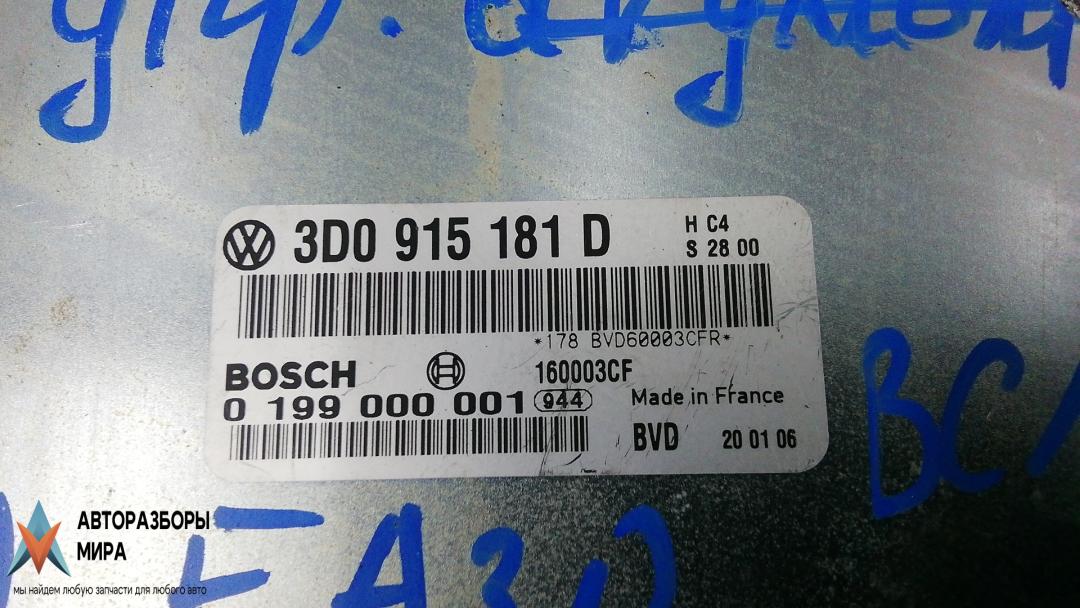 3D0 915 181 D
H C4
S 28 00
*178 BVD60003CFR*
BOSCH
160003CF
0 199 000 001 944
Made in France
BVD 20 01 06
АВТОРАЗБОРЫ
МИРА
мы найдем любую запчасти для любого авто